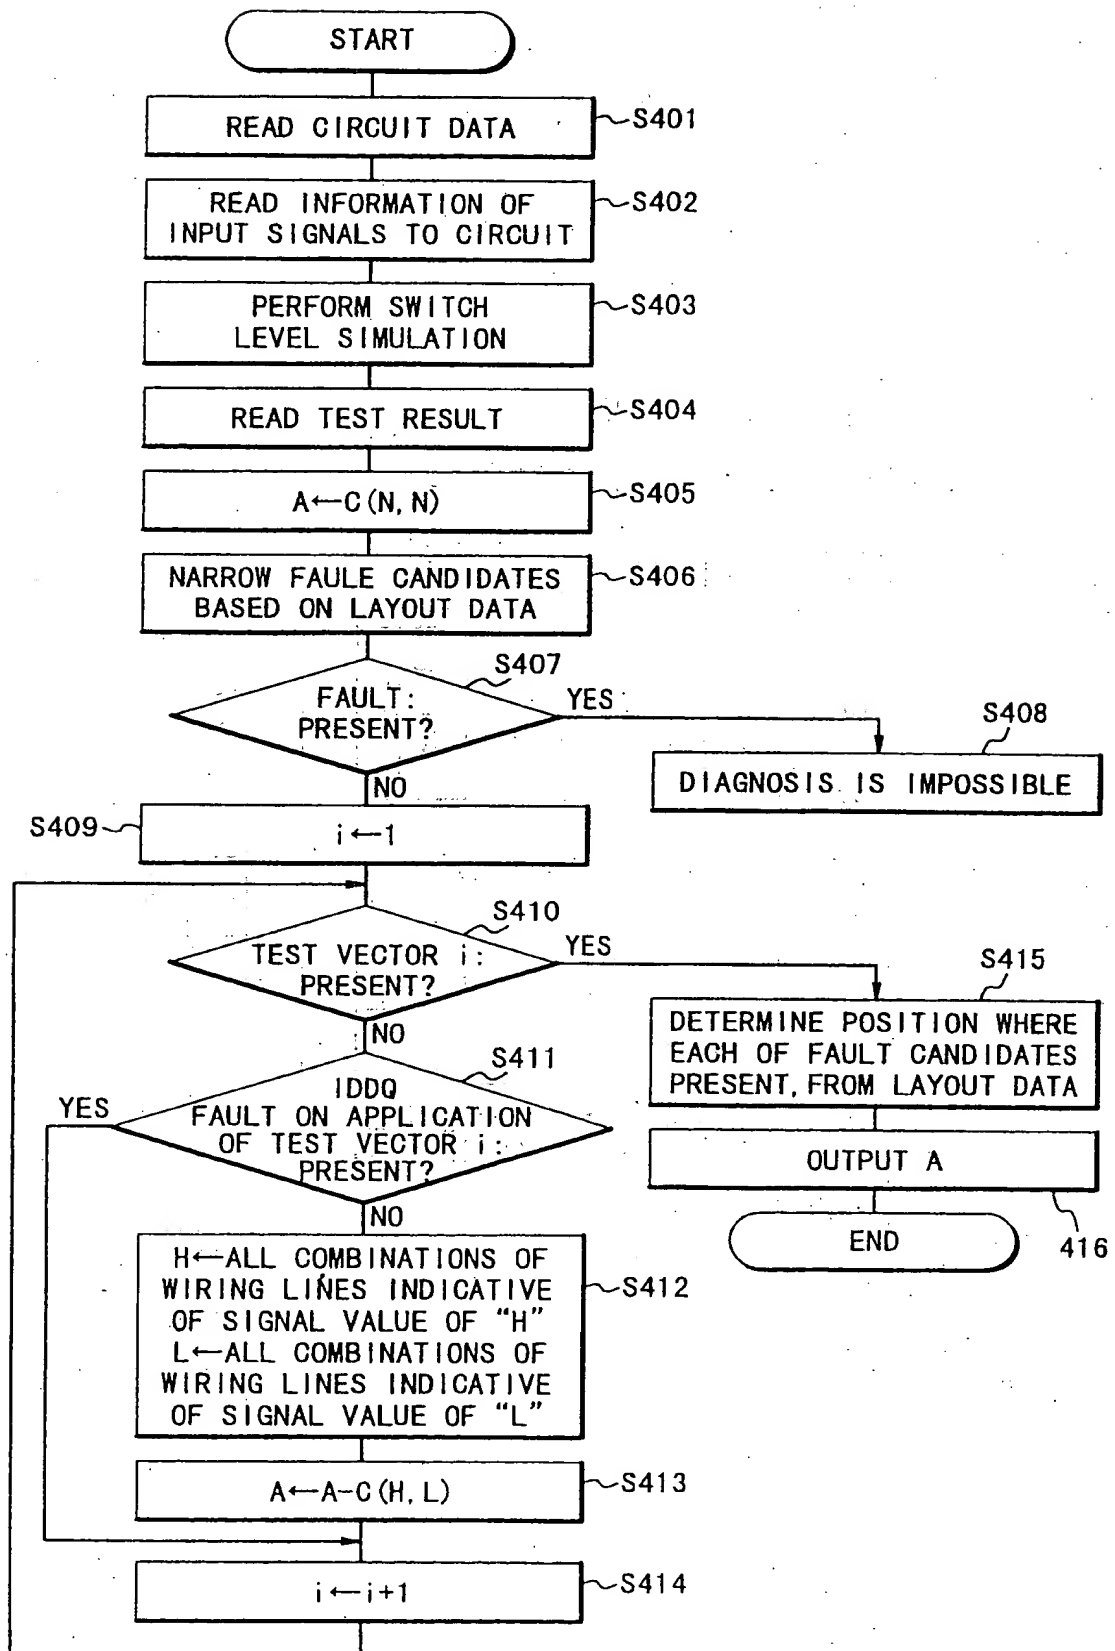 START
READ CIRCUIT DATA
S401
READ INFORMATION OF
INPUT SIGNALS TO CIRCUIT
S402
PERFORM SWITCH
LEVEL SIMULATION
S403
READ TEST RESULT
S404
A←C(N,N)
S405
NARROW FAULE CANDIDATES
BASED ON LAYOUT DATA
S406
S407
FAULT:
PRESENT?
YES
NO
S408
DIAGNOSIS IS IMPOSSIBLE
S409
i←1
S410
TEST VECTOR i:
PRESENT?
YES
NO
S415
DETERMINE POSITION WHERE
EACH OF FAULT CANDIDATES
PRESENT, FROM LAYOUT DATA
S411
IDDQ
FAULT ON APPLICATION
OF TEST VECTOR i:
PRESENT?
YES
NO
OUTPUT A
416
END
H←ALL COMBINATIONS OF
WIRING LINES INDICATIVE
OF SIGNAL VALUE OF “H”
L←ALL COMBINATIONS OF
WIRING LINES INDICATIVE
OF SIGNAL VALUE OF “L”
S412
A←A-C(H,L)
S413
i←i+1
S414